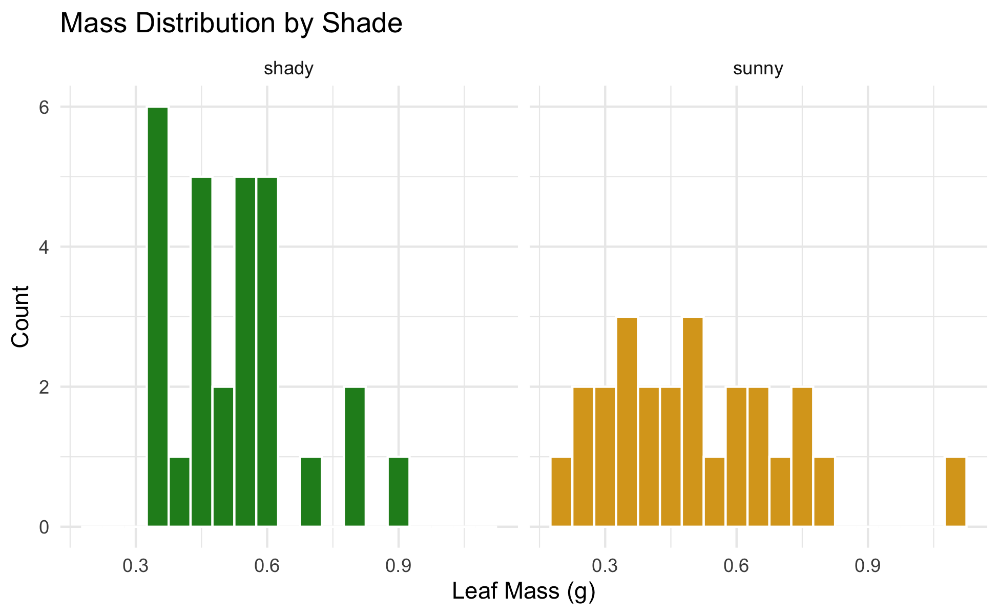 Mass Distribution by Shade
shady
sunny
6
4
2
0
Count
0.3 0.6 0.9
0.3 0.6 0.9
Leaf Mass (g)